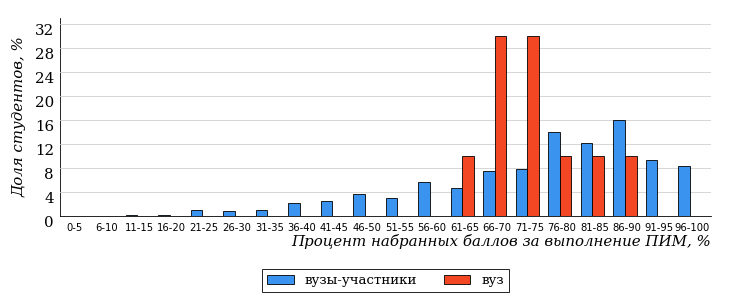 Доля студентов, %
32
28
24
20
16
12
8
4
0
0-5 6-10 11-15 16-20 21-25 26-30 31-35 36-40 41-45 46-50 51-55 56-60 61-65 66-70 71-75 76-80 81-85 86-90 91-95 96-100
Процент набранных баллов за выполнение ПИМ, %
вузы-участники вуз